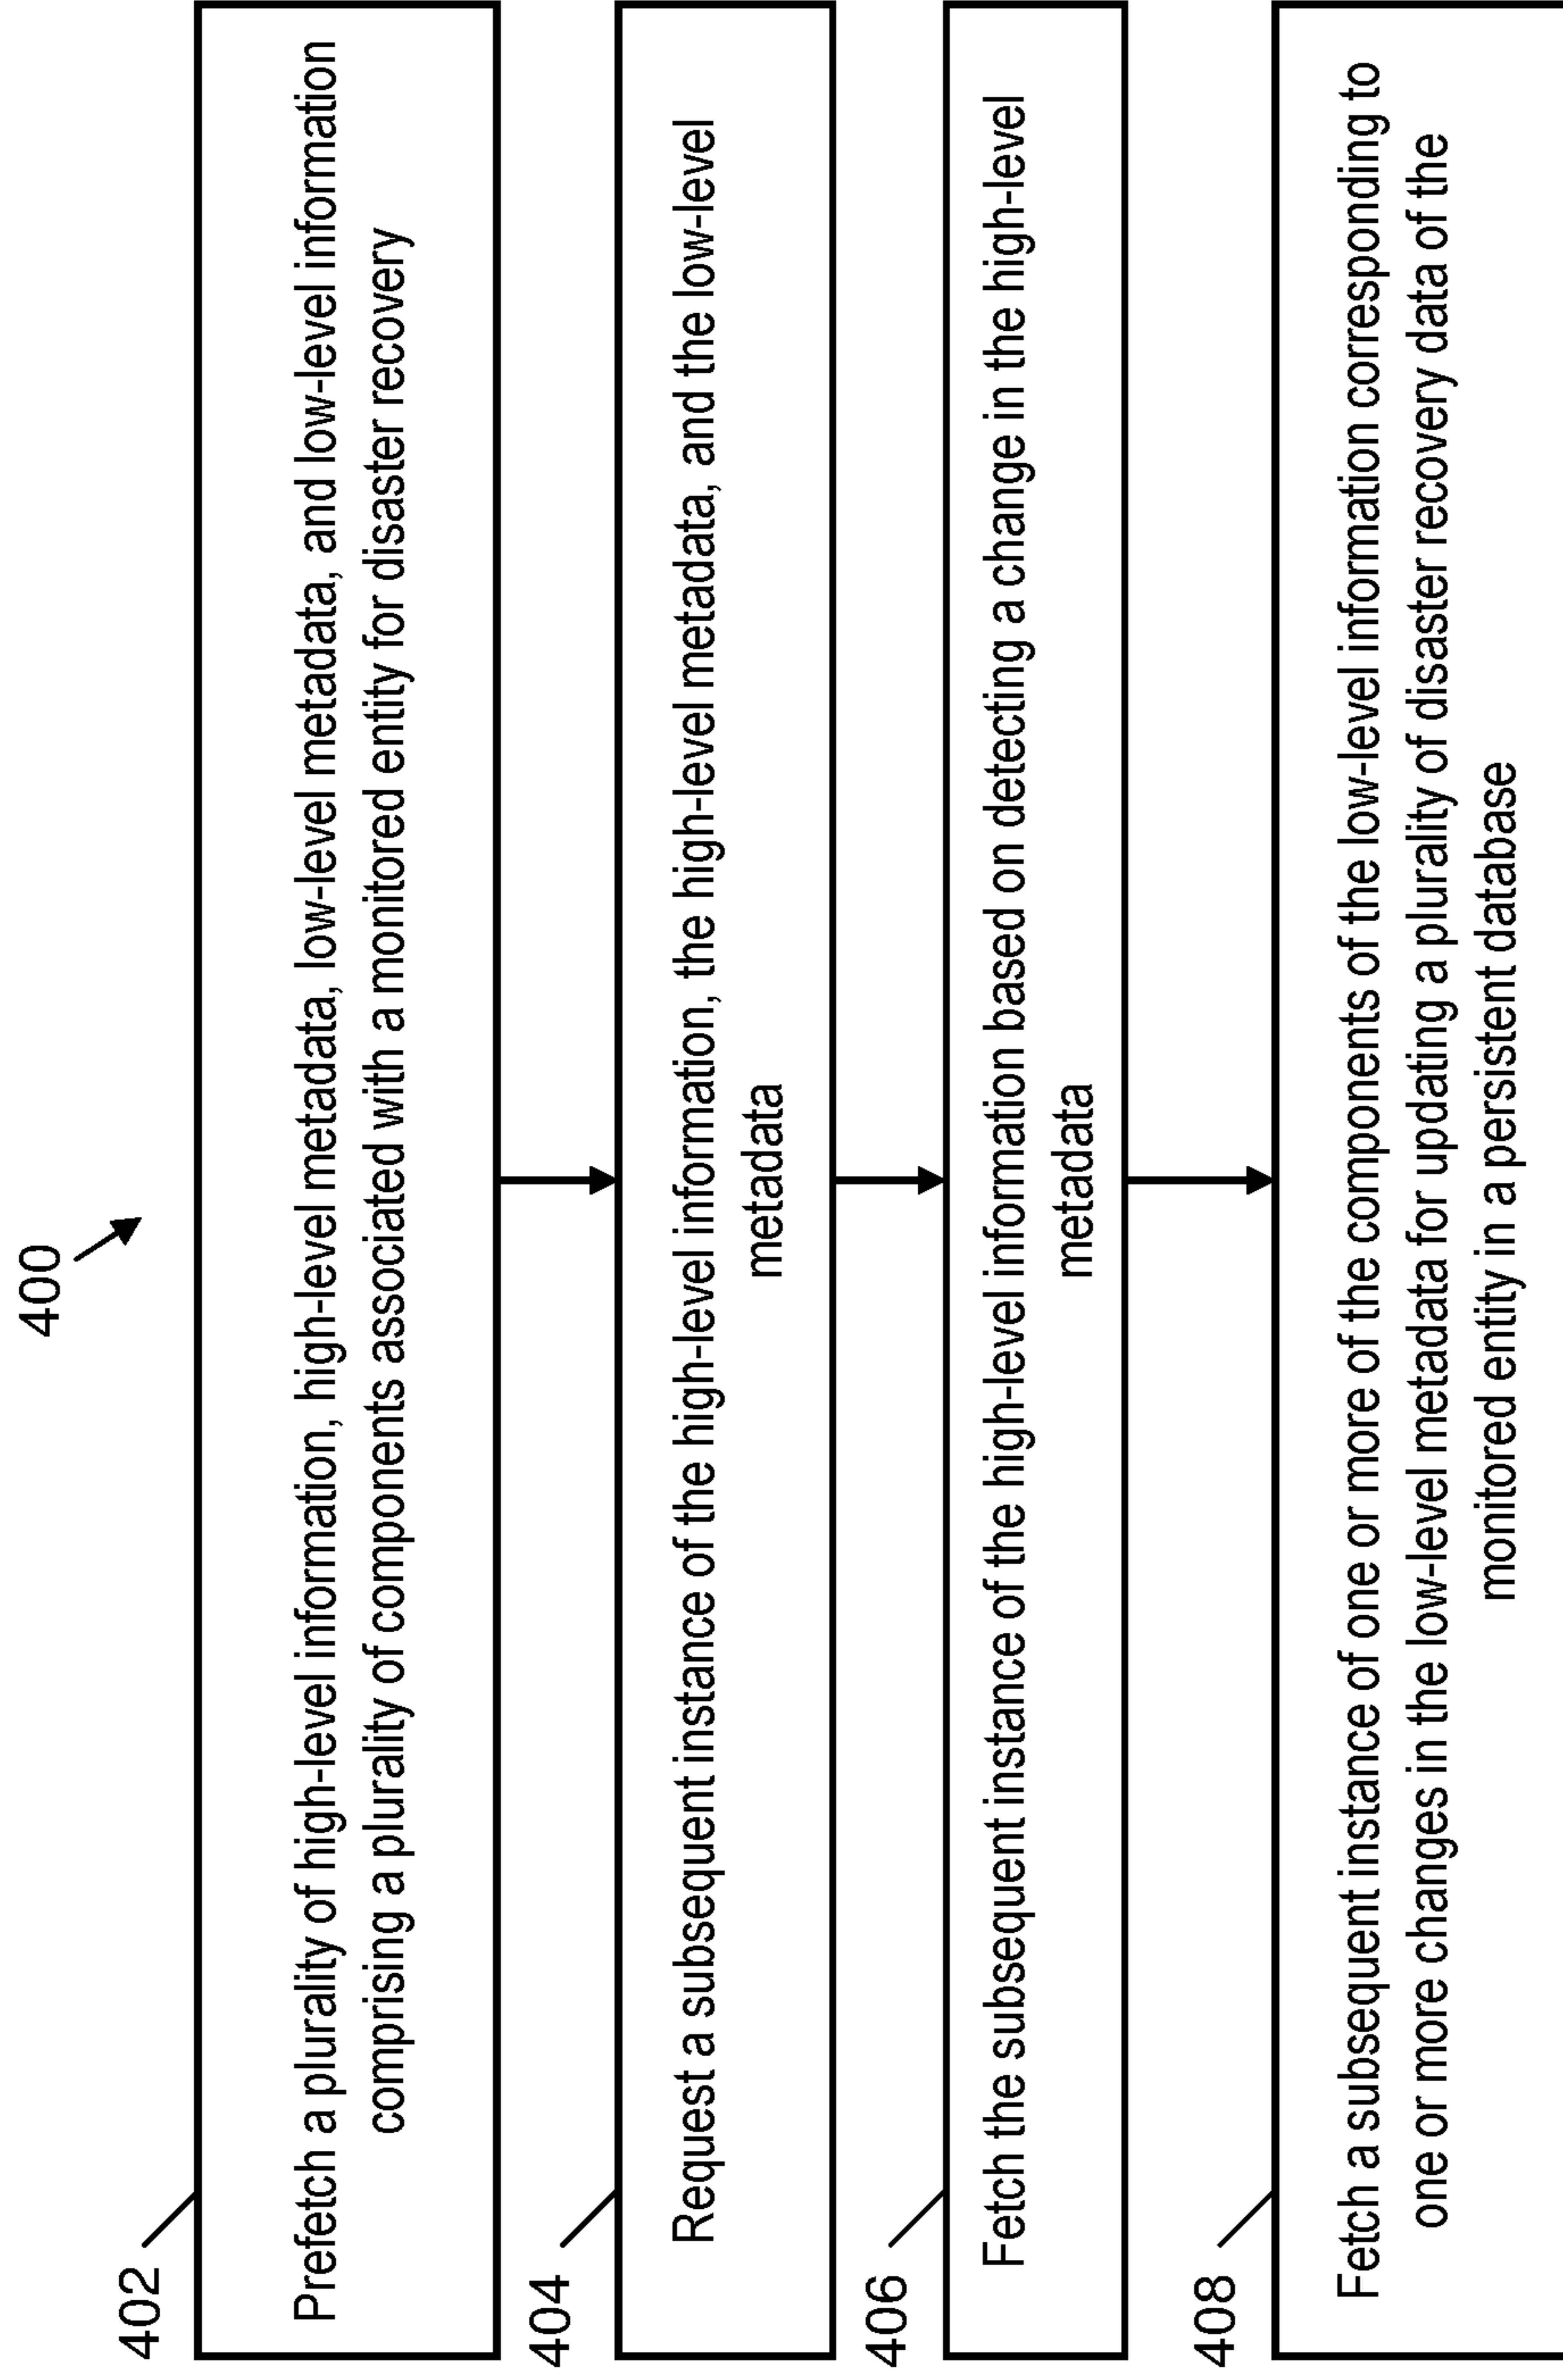 400
402
Prefetch a plurality of high-level information, high-level metadata, low-level metadata, and low-level information
comprising a plurality of components associated with a monitored entity for disaster recovery
404
Request a subsequent instance of the high-level information, the high-level metadata, and the low-level
metadata
406
Fetch the subsequent instance of the high-level information based on detecting a change in the high-level
metadata
408
Fetch a subsequent instance of one or more of the components of the low-level information corresponding to
one or more changes in the low-level metadata for updating a plurality of disaster recovery data of the
monitored entity in a persistent database